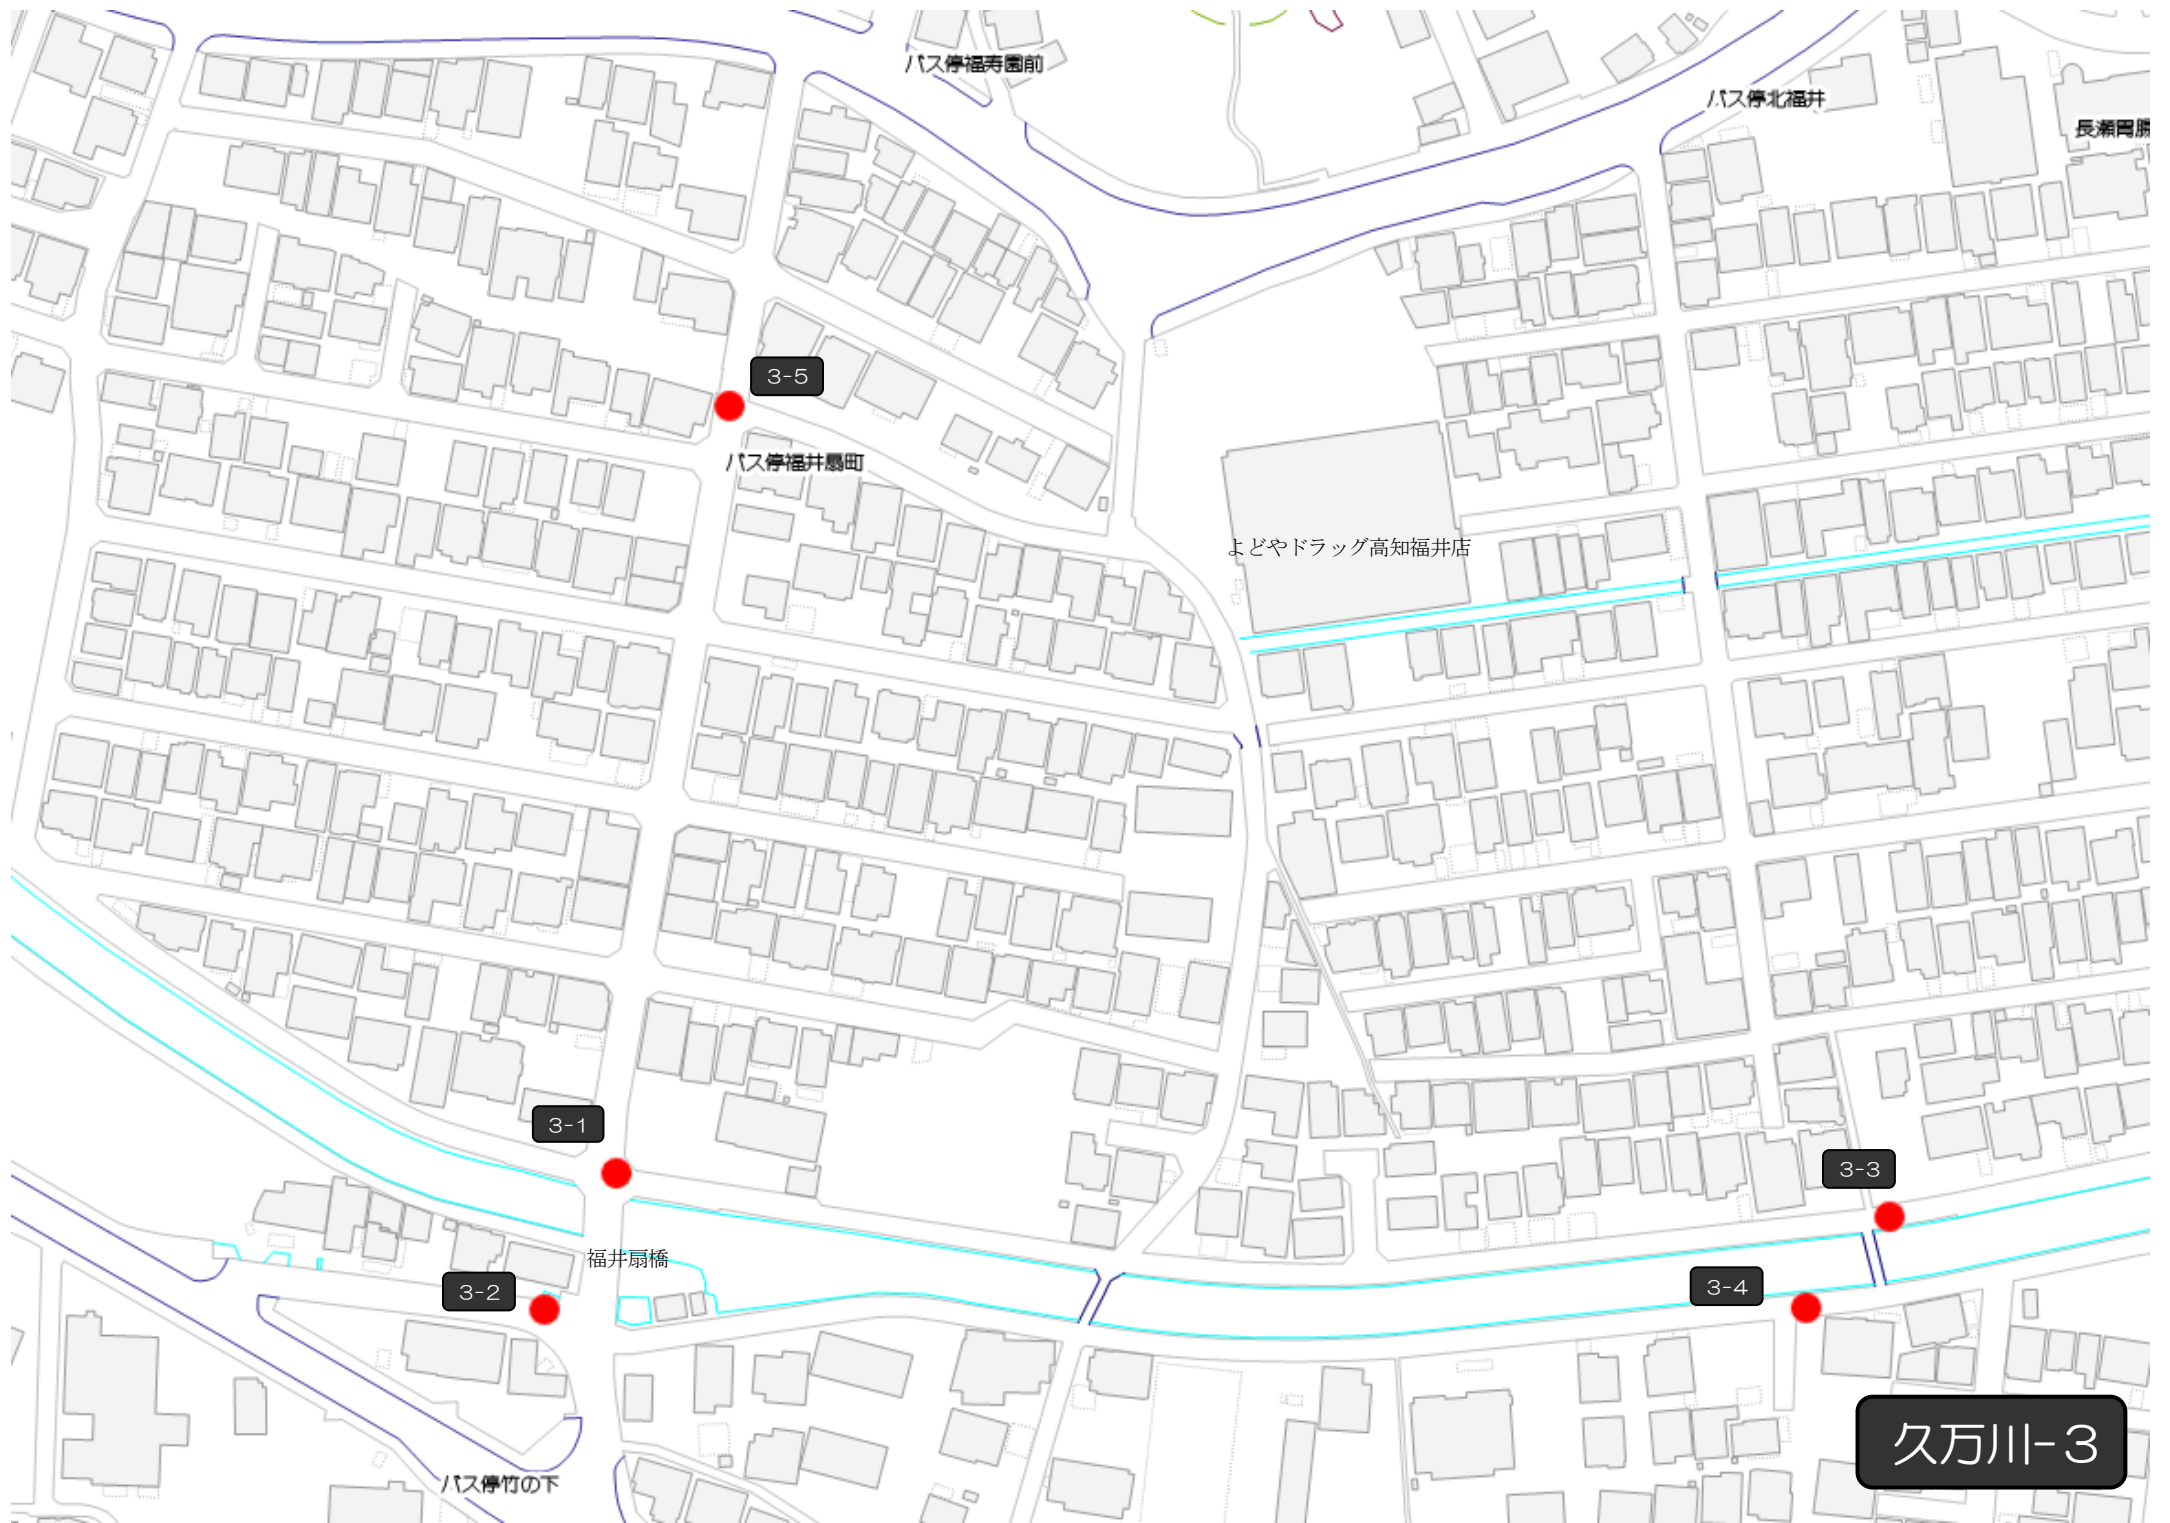 バス停福寿園前
バス停北福井
長瀬胃腸
3-5
バス停福井扇町
よどやドラッグ高知福井店
3-1
3-3
福井扇橋
3-2
3-4
久万川-3
バス停竹の下